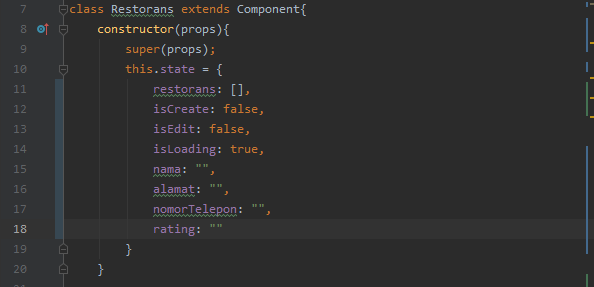 7 class Restorans extends Component{
8 constructor(props){
9 super(props);
10 this.state = {
11 restorans: [],
12 isCreate: false,
13 isEdit: false,
14 isLoading: true,
15 nama: "",
16 alamat: "",
17 nomorTelepon: "",
18 rating: ""
19 }
20 }